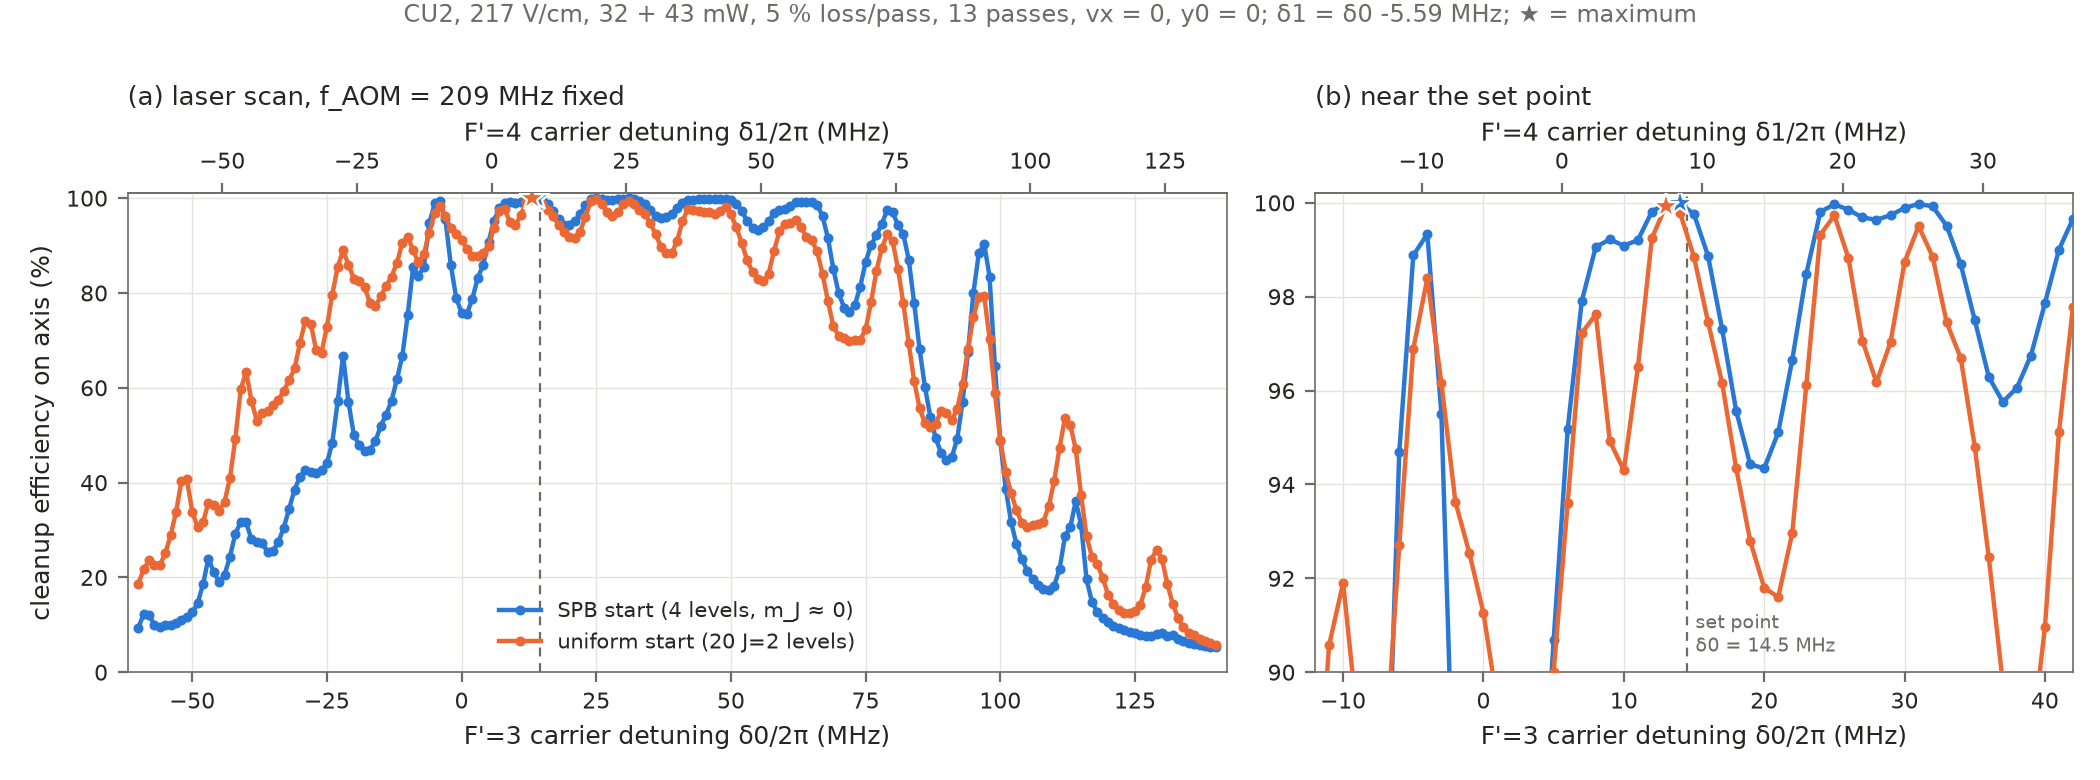 CU2, 217 V/cm, 32 + 43 mW, 5 % loss/pass, 13 passes, vx = 0, y0 = 0; δ1 = δ0 -5.59 MHz; ★ = maximum
(a) laser scan, f_AOM = 209 MHz fixed
F'=4 carrier detuning δ1/2π (MHz)
−50 −25 0 25 50 75 100 125
cleanup efficiency on axis (%)
100
80
60
40
20
0
SPB start (4 levels, m_J ≈ 0)
uniform start (20 J=2 levels)
−50 −25 0 25 50 75 100 125
F'=3 carrier detuning δ0/2π (MHz)
(b) near the set point
F'=4 carrier detuning δ1/2π (MHz)
−10 0 10 20 30
100
98
96
94
92
90
set point
δ0 = 14.5 MHz
−10 0 10 20 30 40
F'=3 carrier detuning δ0/2π (MHz)